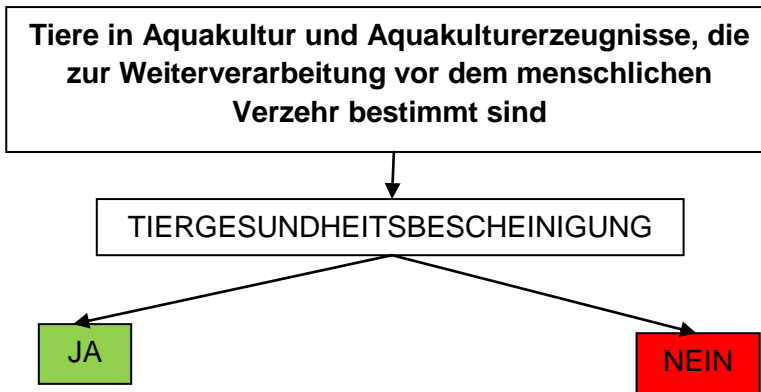 Tiere in Aquakultur und Aquakulturerzeugnisse, die
zur Weiterverarbeitung vor dem menschlichen
Verzehr bestimmt sind
TIERGESUNDHEITSBESCHEINIGUNG
JA
NEIN